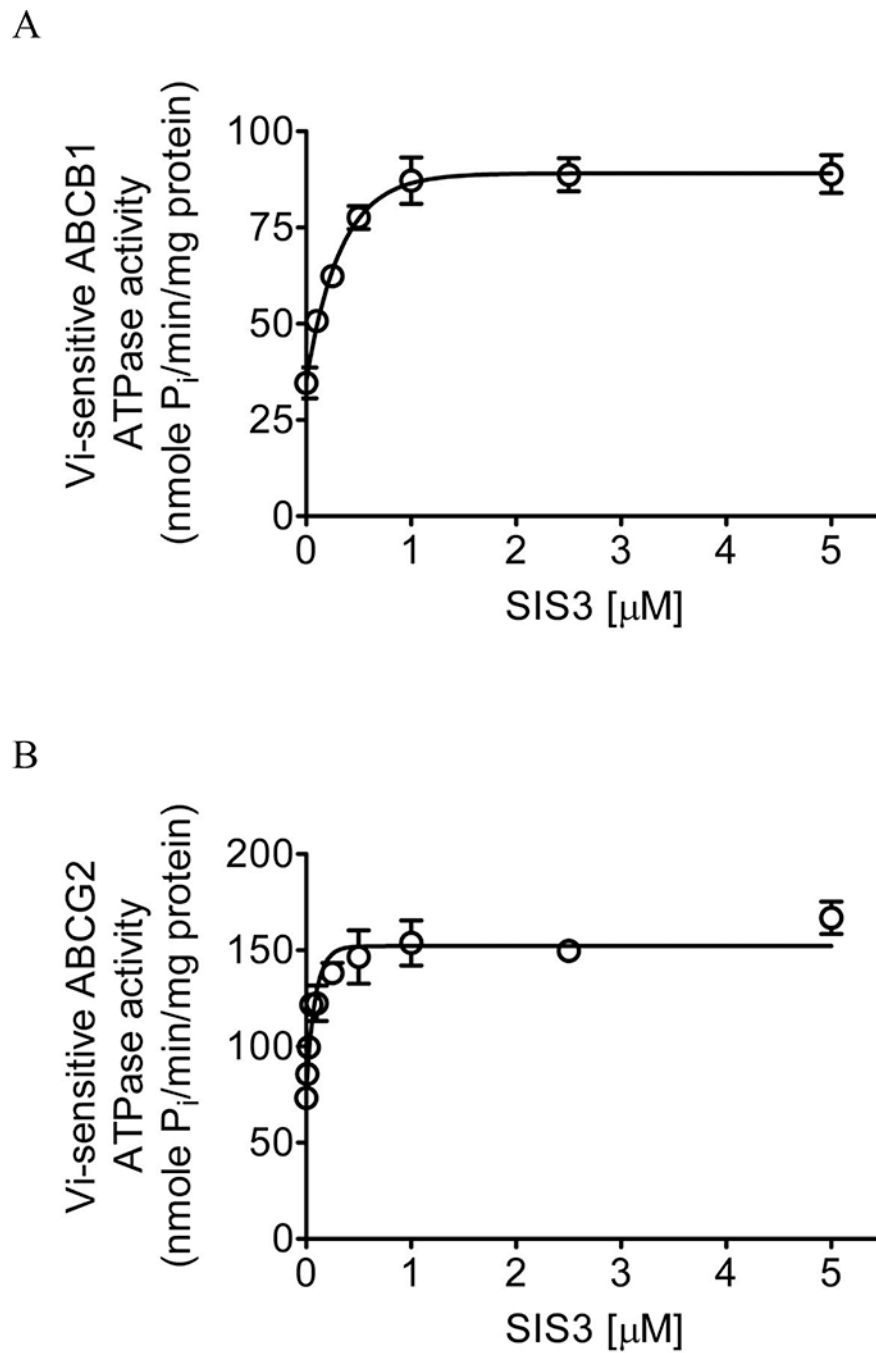 A
Vi-sensitive ABCB1
ATPase activity
(nmole Pi/min/mg protein)
100
75
50
25
0
0 1 2 3 4 5
SIS3 [μM]
B
Vi-sensitive ABCG2
ATPase activity
(nmole Pi/min/mg protein)
200
150
100
50
0
0 1 2 3 4 5
SIS3 [μM]